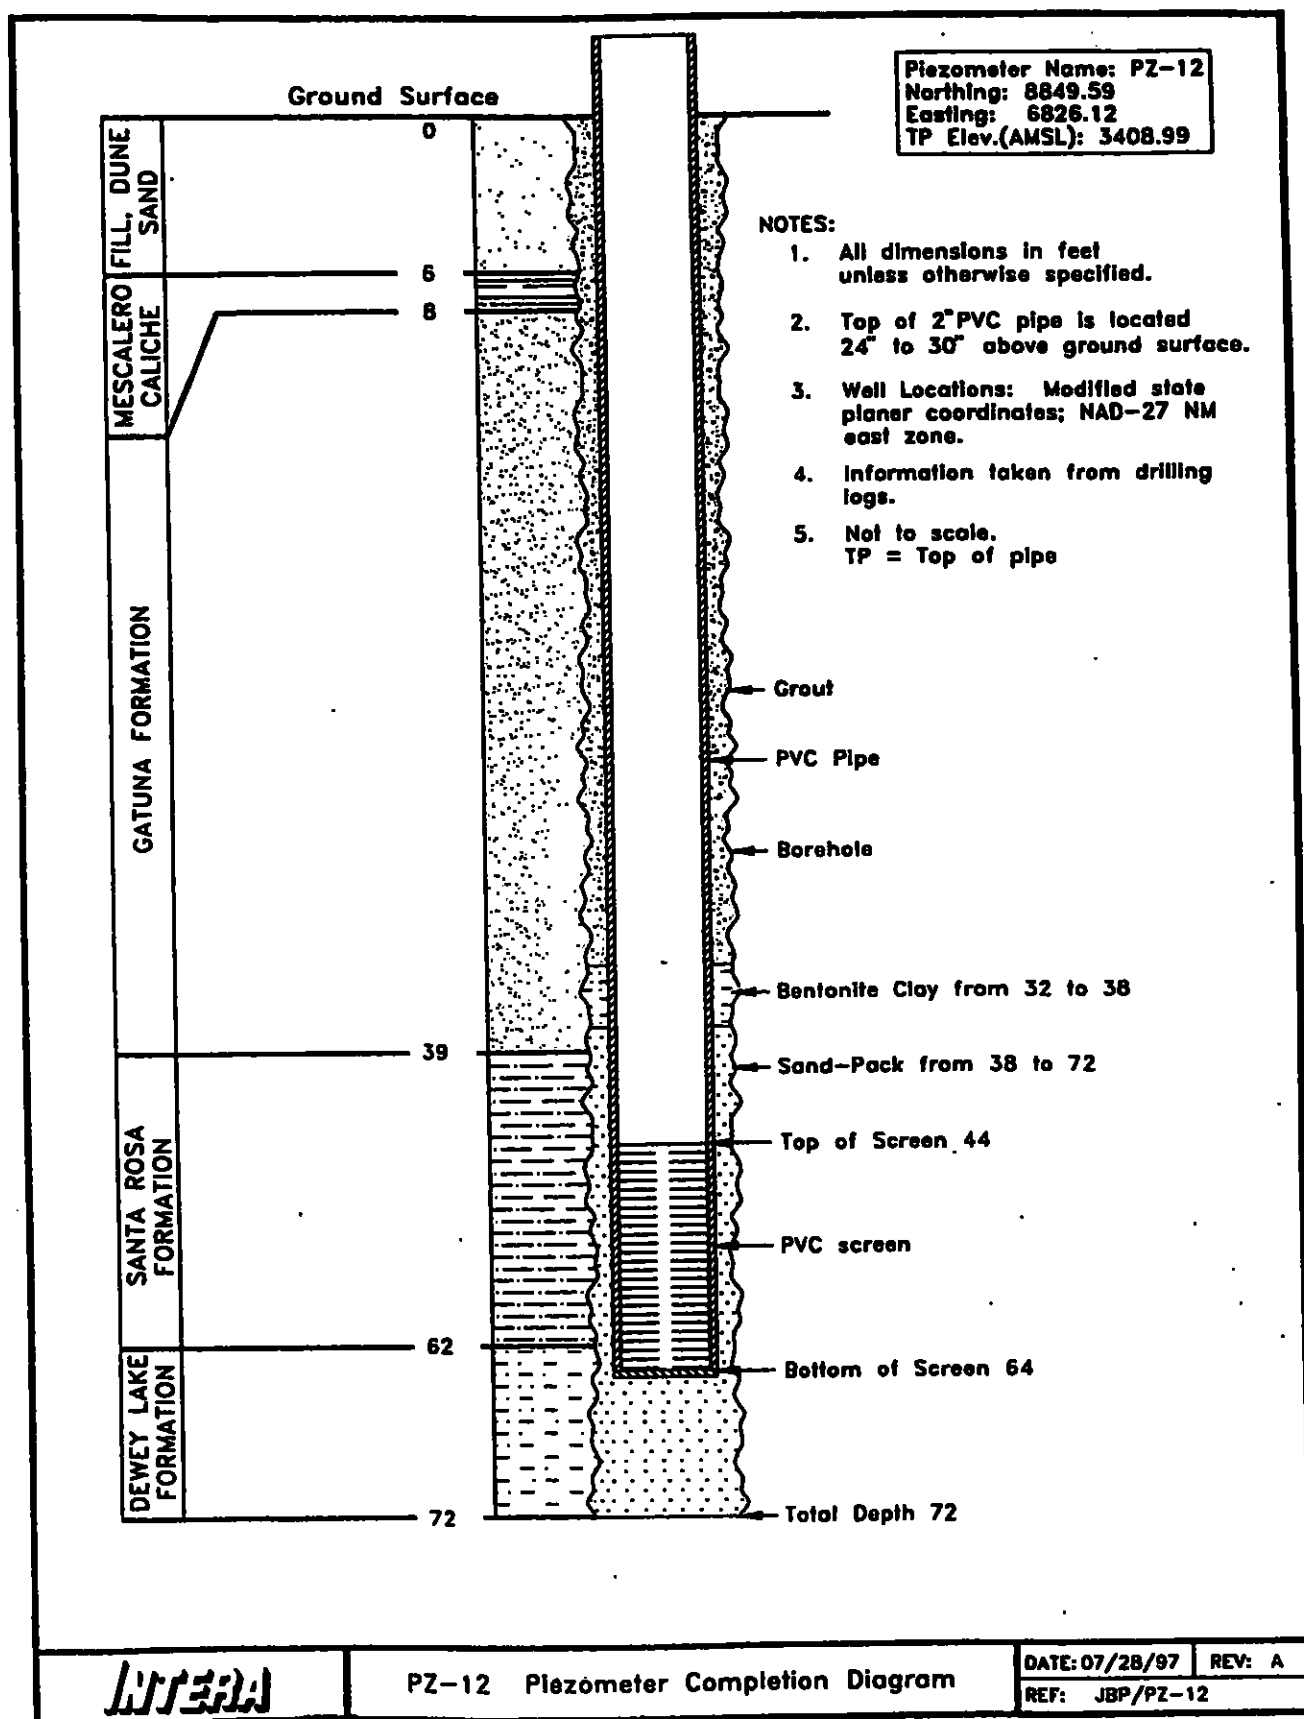 Piezometer Name: PZ-12
Northing: 8849.59
Easting: 6826.12
TP Elev.(AMSL): 3408.99
Ground Surface
0
FILL, DUNE
SAND
6
MESCALERO
CALICHE
8
NOTES:
1. All dimensions in feet
unless otherwise specified.
2. Top of 2" PVC pipe is located
24" to 30" above ground surface.
3. Well Locations: Modified state
planer coordinates; NAD-27 NM
east zone.
4. Information taken from drilling
logs.
5. Not to scale.
TP = Top of pipe
GATUNA FORMATION
Grout
PVC Pipe
Borehole
Bentonite Clay from 32 to 38
39
Sand-Pack from 38 to 72
SANTA ROSA
FORMATION
Top of Screen 44
PVC screen
62
Bottom of Screen 64
DEWEY LAKE
FORMATION
72
Total Depth 72
INTERA
PZ-12 Piezometer Completion Diagram
DATE: 07/28/97 REV: A
REF: JBP/PZ-12